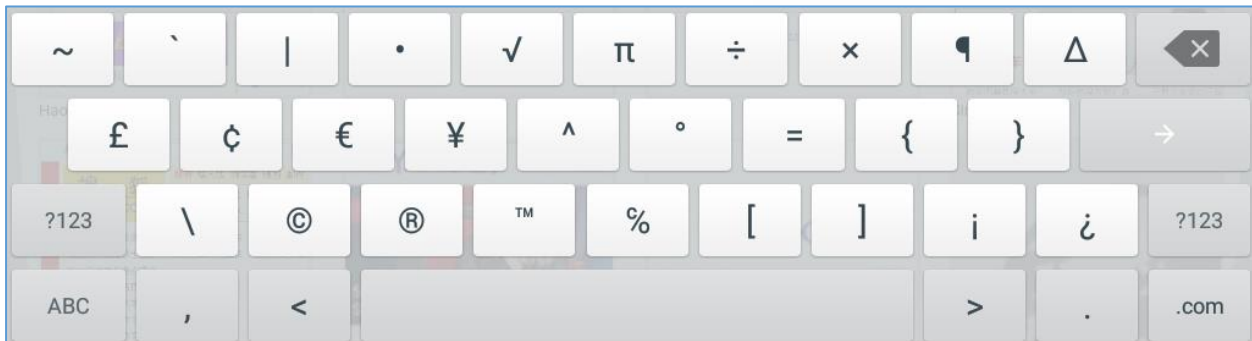 ~ ` | • √ π ÷ × ¶ Δ
£ ¢ € ¥ ^ ° = { }
?123 \ © ® ™ ℅ [ ] ¡ ¿ ?123
ABC , < > . .com